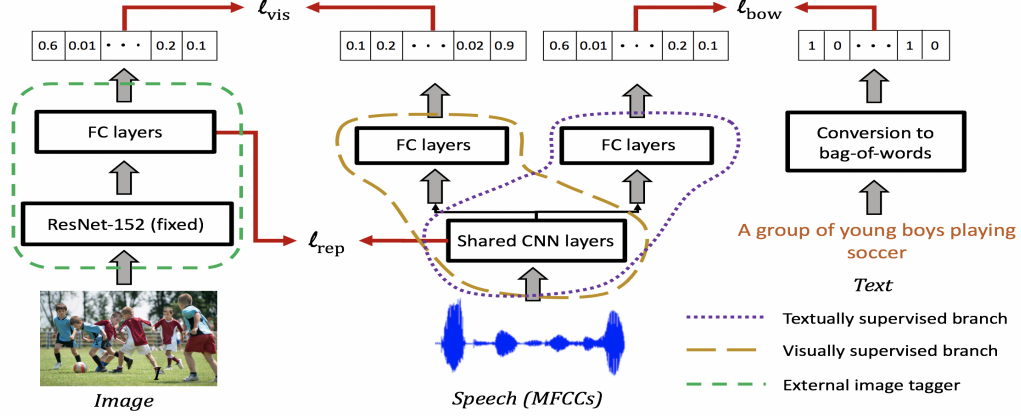 ℓvis
ℓbow
0.6 0.01 · · · 0.2 0.1
0.1 0.2 · · · 0.02 0.9
0.6 0.01 · · · 0.2 0.1
1 0 · · · 1 0
FC layers
FC layers
FC layers
Conversion to
bag-of-words
ResNet-152 (fixed)
ℓrep
Shared CNN layers
A group of young boys playing
soccer
Text
Image
Speech (MFCCs)
Textually supervised branch
Visually supervised branch
External image tagger